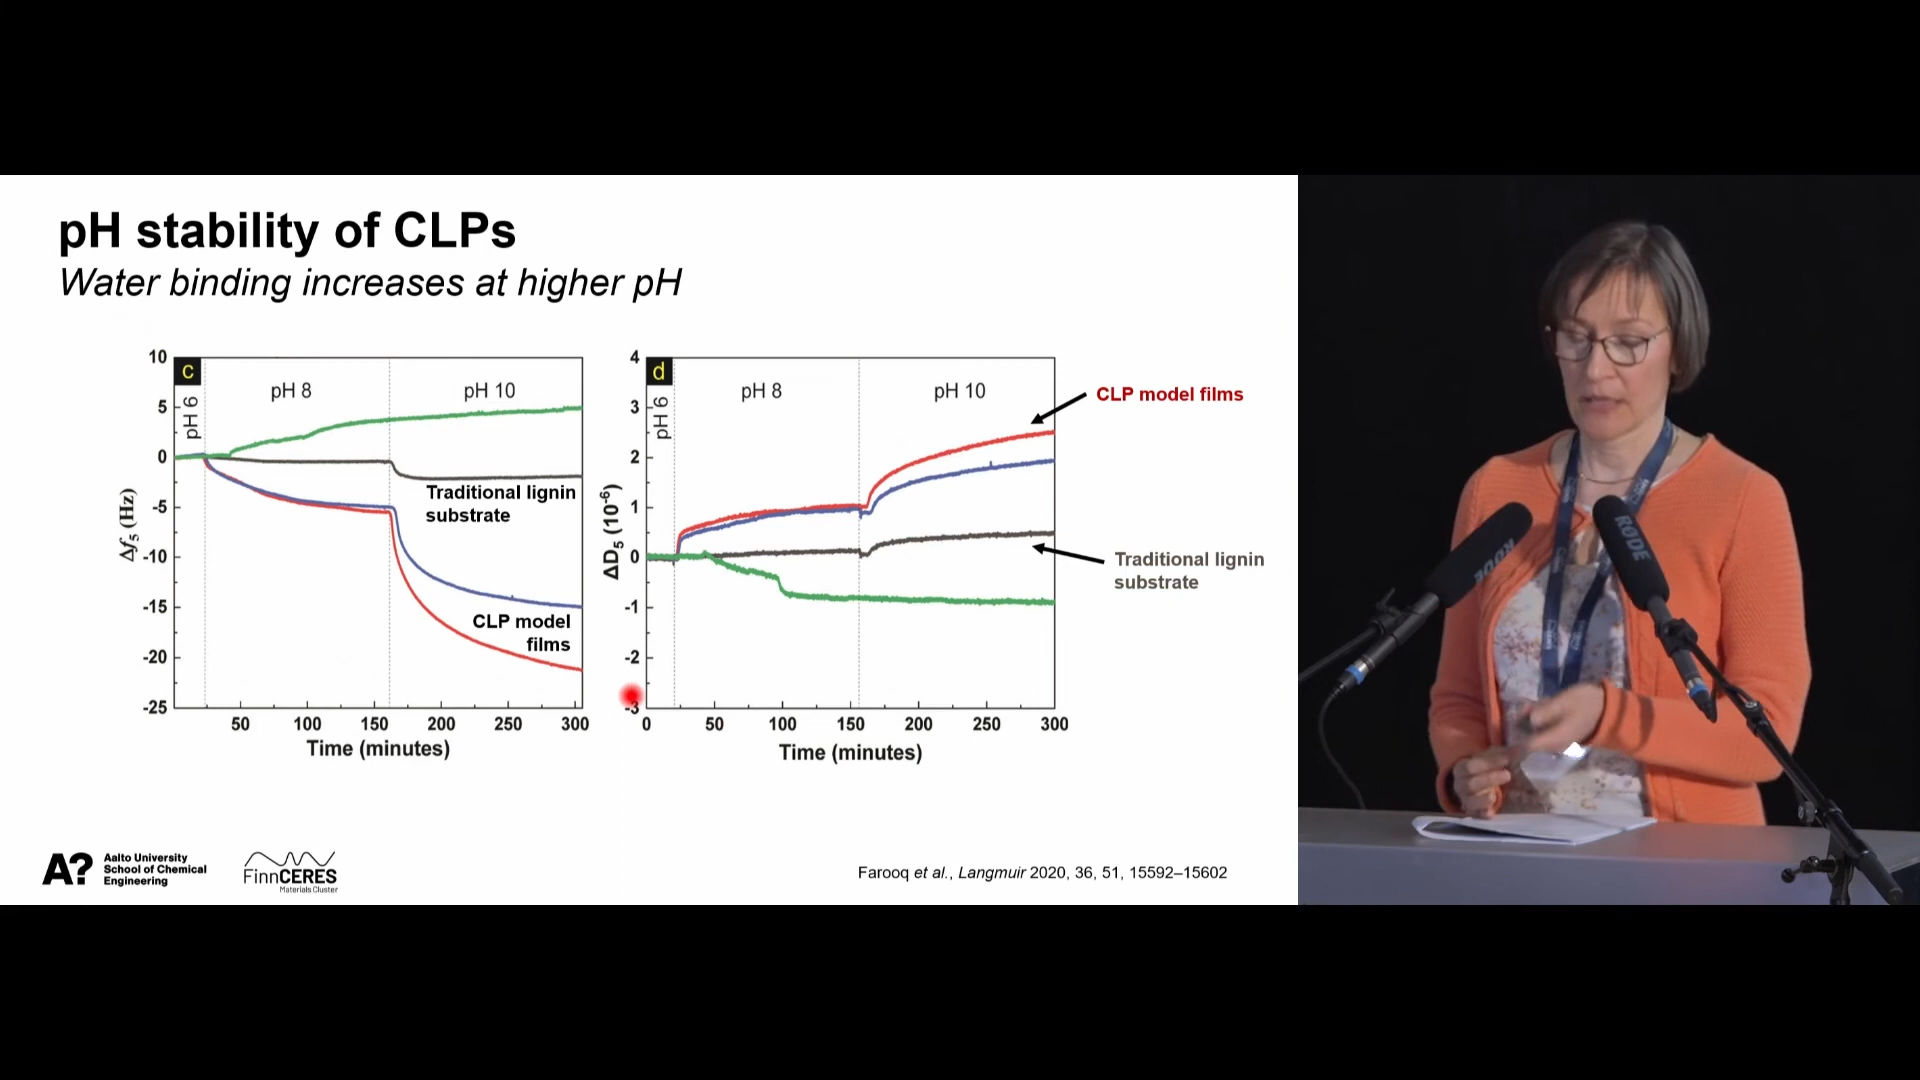 pH stability of CLPs
Water binding increases at higher pH
c
pH 6
pH 8
pH 10
10
5
0
-5
-10
-15
-20
-25
Δf5 (Hz)
Traditional lignin
substrate
CLP model
films
50 100 150 200 250 300
Time (minutes)
d
pH 6
pH 8
pH 10
4
3
2
1
0
-1
-2
-3
ΔD5 (10-6)
0 50 100 150 200 250 300
Time (minutes)
CLP model films
Traditional lignin
substrate
A?
Aalto University
School of Chemical
Engineering
FinnCERES
Materials Cluster
Farooq et al., Langmuir 2020, 36, 51, 15592–15602
RØDE
RØDE